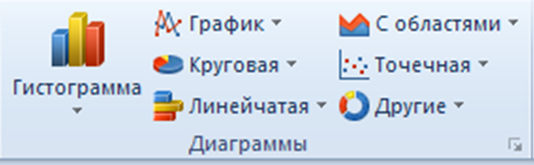 Гистограмма
График
Круговая
Линейчатая
С областями
Точечная
Другие
Диаграммы